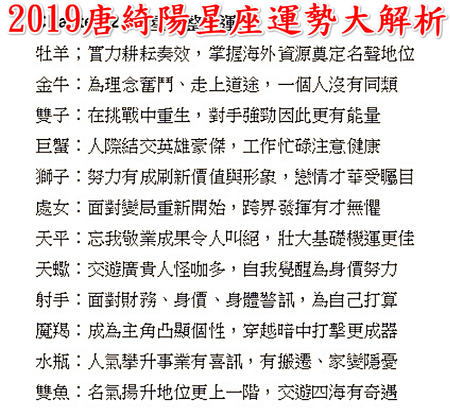 2019唐綺陽星座運勢大解析
牡羊；實力耕耘奏效，掌握海外資源奠定名聲地位
金牛：為理念奮鬥、走上道途，一個人沒有同類
雙子：在挑戰中重生，對手強勁因此更有能量
巨蟹：人際結交英雄豪傑，工作忙碌注意健康
獅子：努力有成刷新價值與形象，戀情才華受矚目
處女：面對變局重新開始，跨界發揮有才無懼
天平：忘我敬業成果令人叫絕，壯大基礎機運更佳
天蠍：交遊廣貴人怪咖多，自我覺醒為身價努力
射手：面對財務、身價、身體警訊，為自己打算
魔羯：成為主角凸顯個性，穿越暗中打擊更成器
水瓶：人氣攀升事業有喜訊，有搬遷、家變隱憂
雙魚：名氣揚升地位更上一階，交遊四海有奇遇